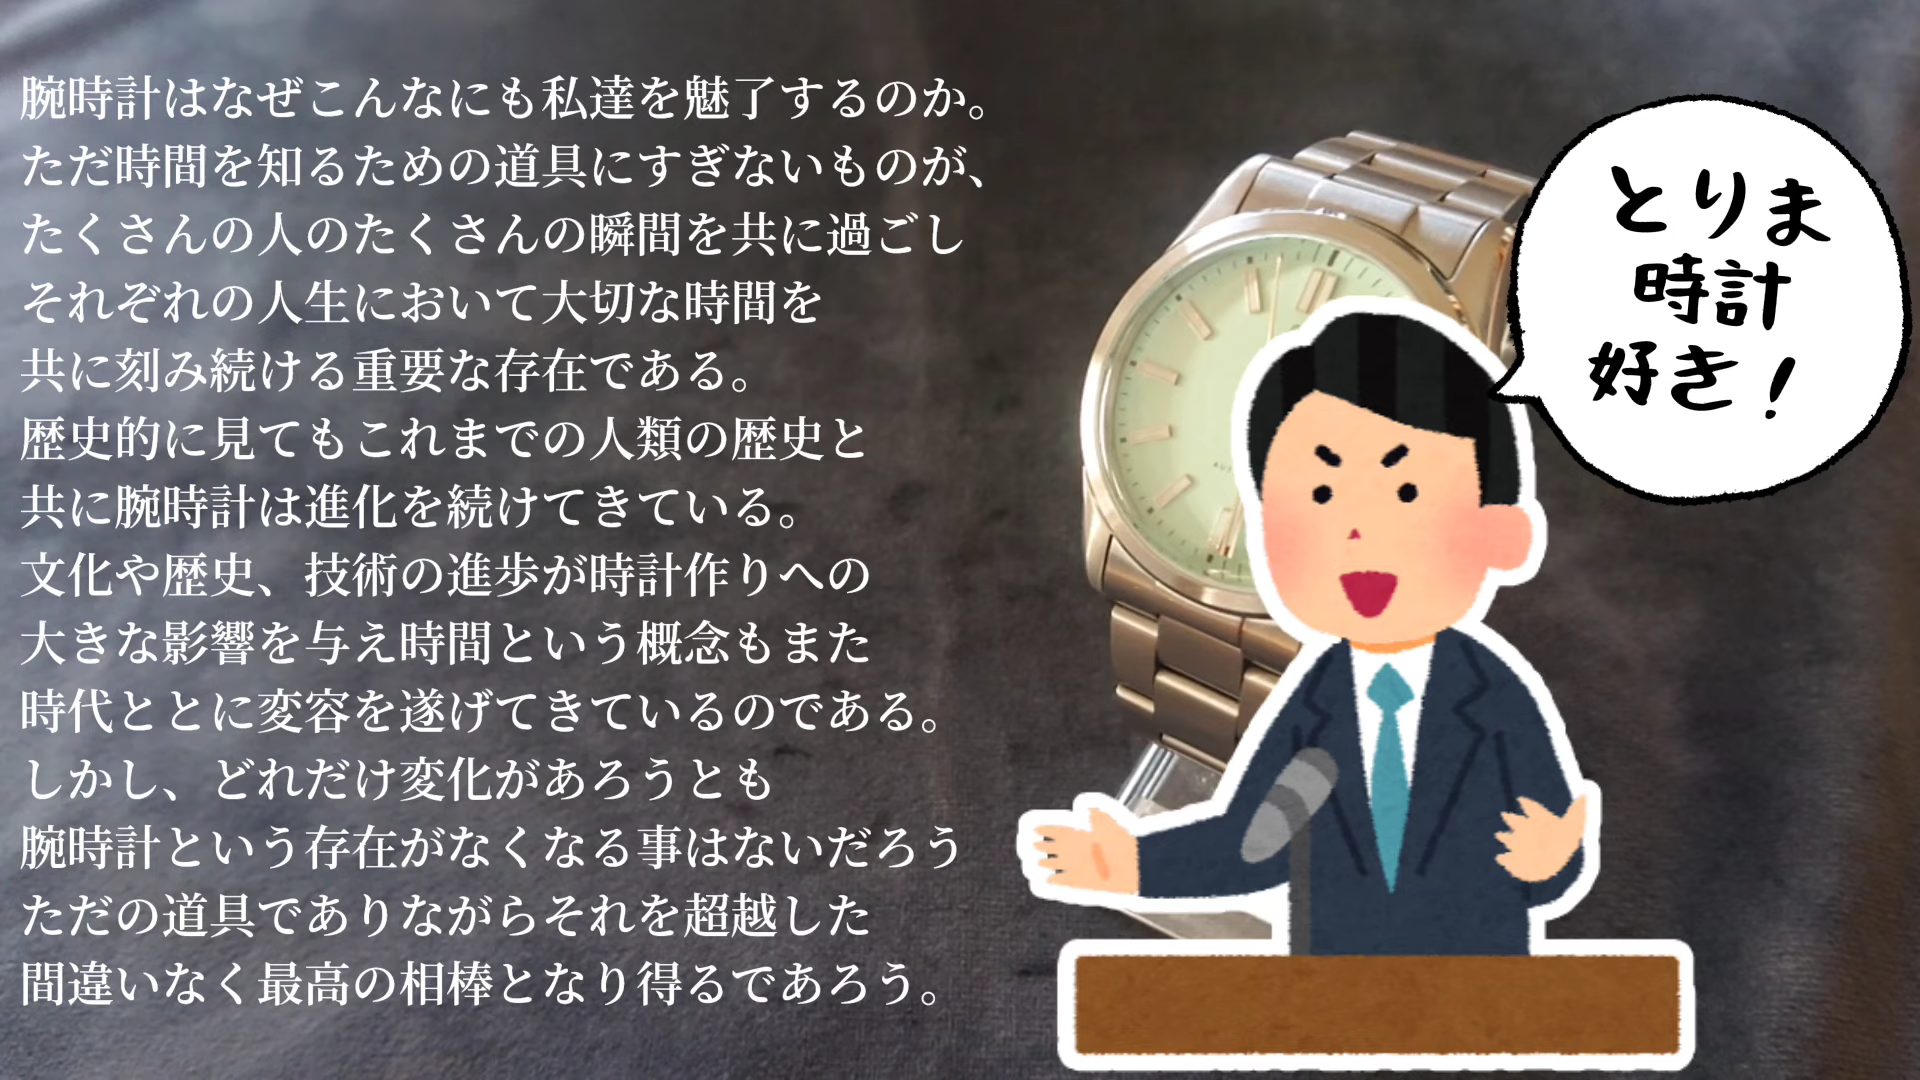 腕時計はなぜこんなにも私達を魅了するのか。
ただ時間を知るための道具にすぎないものが、
たくさんの人のたくさんの瞬間を共に過ごし
それぞれの人生において大切な時間を
共に刻み続ける重要な存在である。
歴史的に見てもこれまでの人類の歴史と
共に腕時計は進化を続けてきている。
文化や歴史、技術の進歩が時計作りへの
大きな影響を与え時間という概念もまた
時代ととに変容を遂げてきているのである。
しかし、どれだけ変化があろうとも
腕時計という存在がなくなる事はないだろう
ただの道具でありながらそれを超越した
間違いなく最高の相棒となり得るであろう。
とりま
時計
好き！